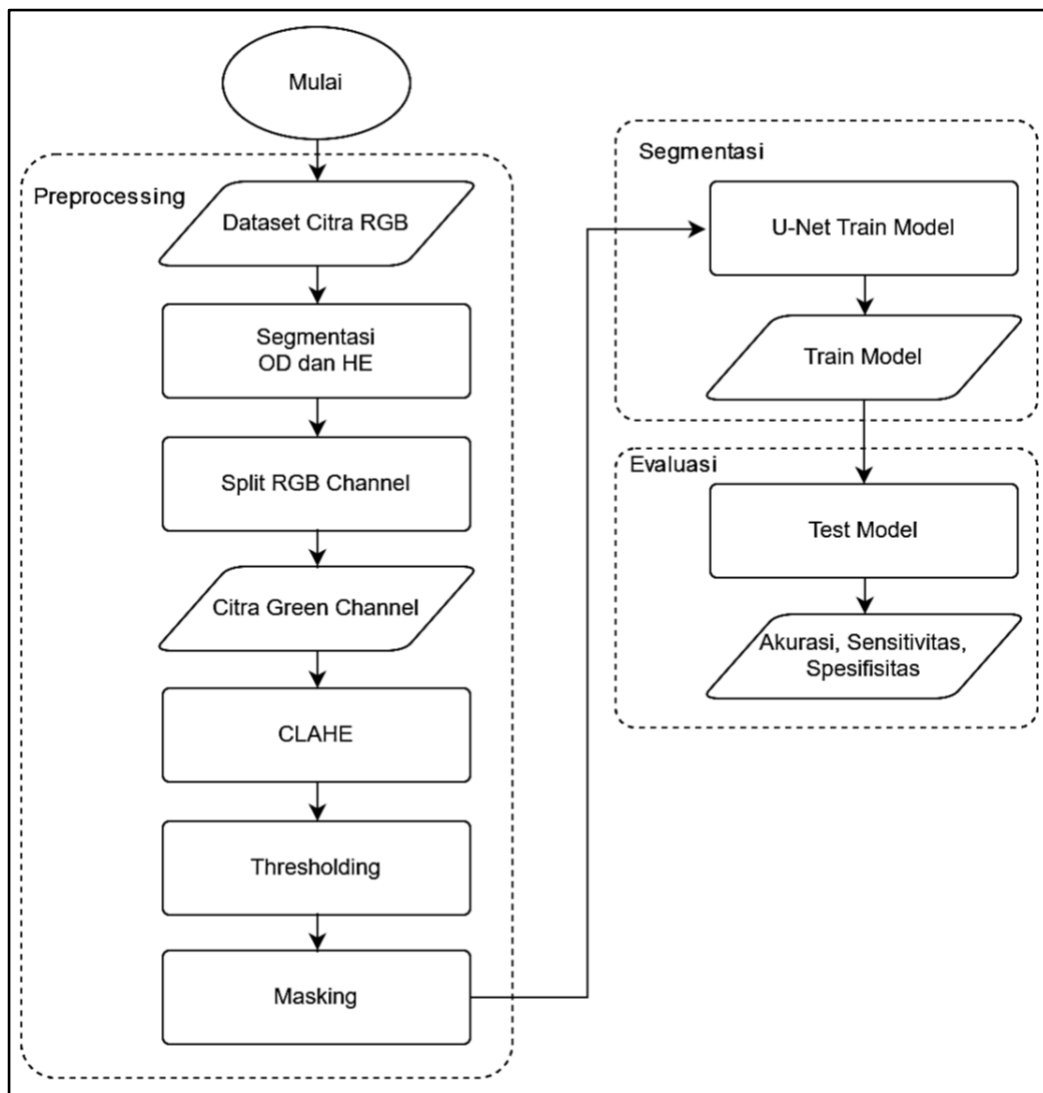 Mulai
Preprocessing
Dataset Citra RGB
Segmentasi
OD dan HE
Split RGB Channel
Citra Green Channel
CLAHE
Thresholding
Masking
Segmentasi
U-Net Train Model
Train Model
Evaluasi
Test Model
Akurasi, Sensitivitas,
Spesifisitas